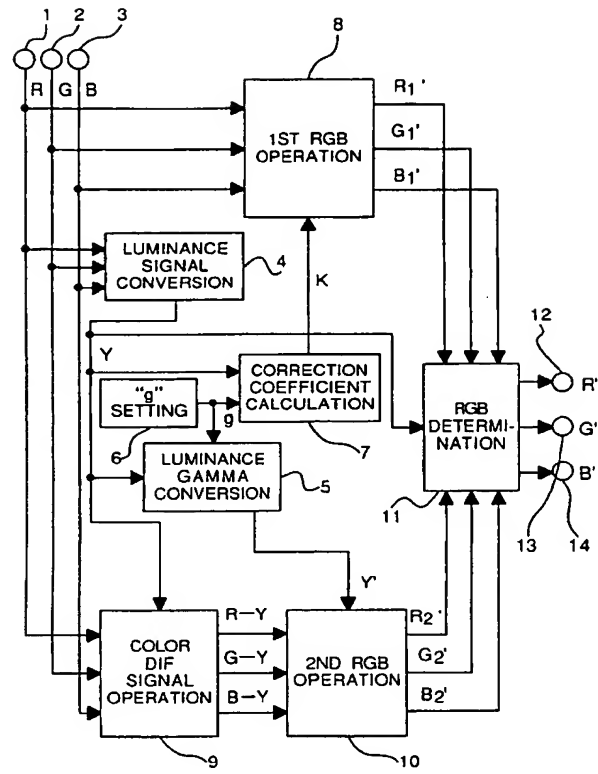 1 2 3
8
R G B
R1'
G1'
B1'
1ST RGB
OPERATION
LUMINANCE
SIGNAL
CONVERSION
4
K
Y
12
"g"
SETTING
g
6
CORRECTION
COEFFICIENT
CALCULATION
7
RGB
DETERMI-
NATION
R'
G'
B'
LUMINANCE
GAMMA
CONVERSION
5
11
13 14
Y'
COLOR
DIF
SIGNAL
OPERATION
R-Y
G-Y
B-Y
2ND RGB
OPERATION
R2'
G2'
B2'
9
10